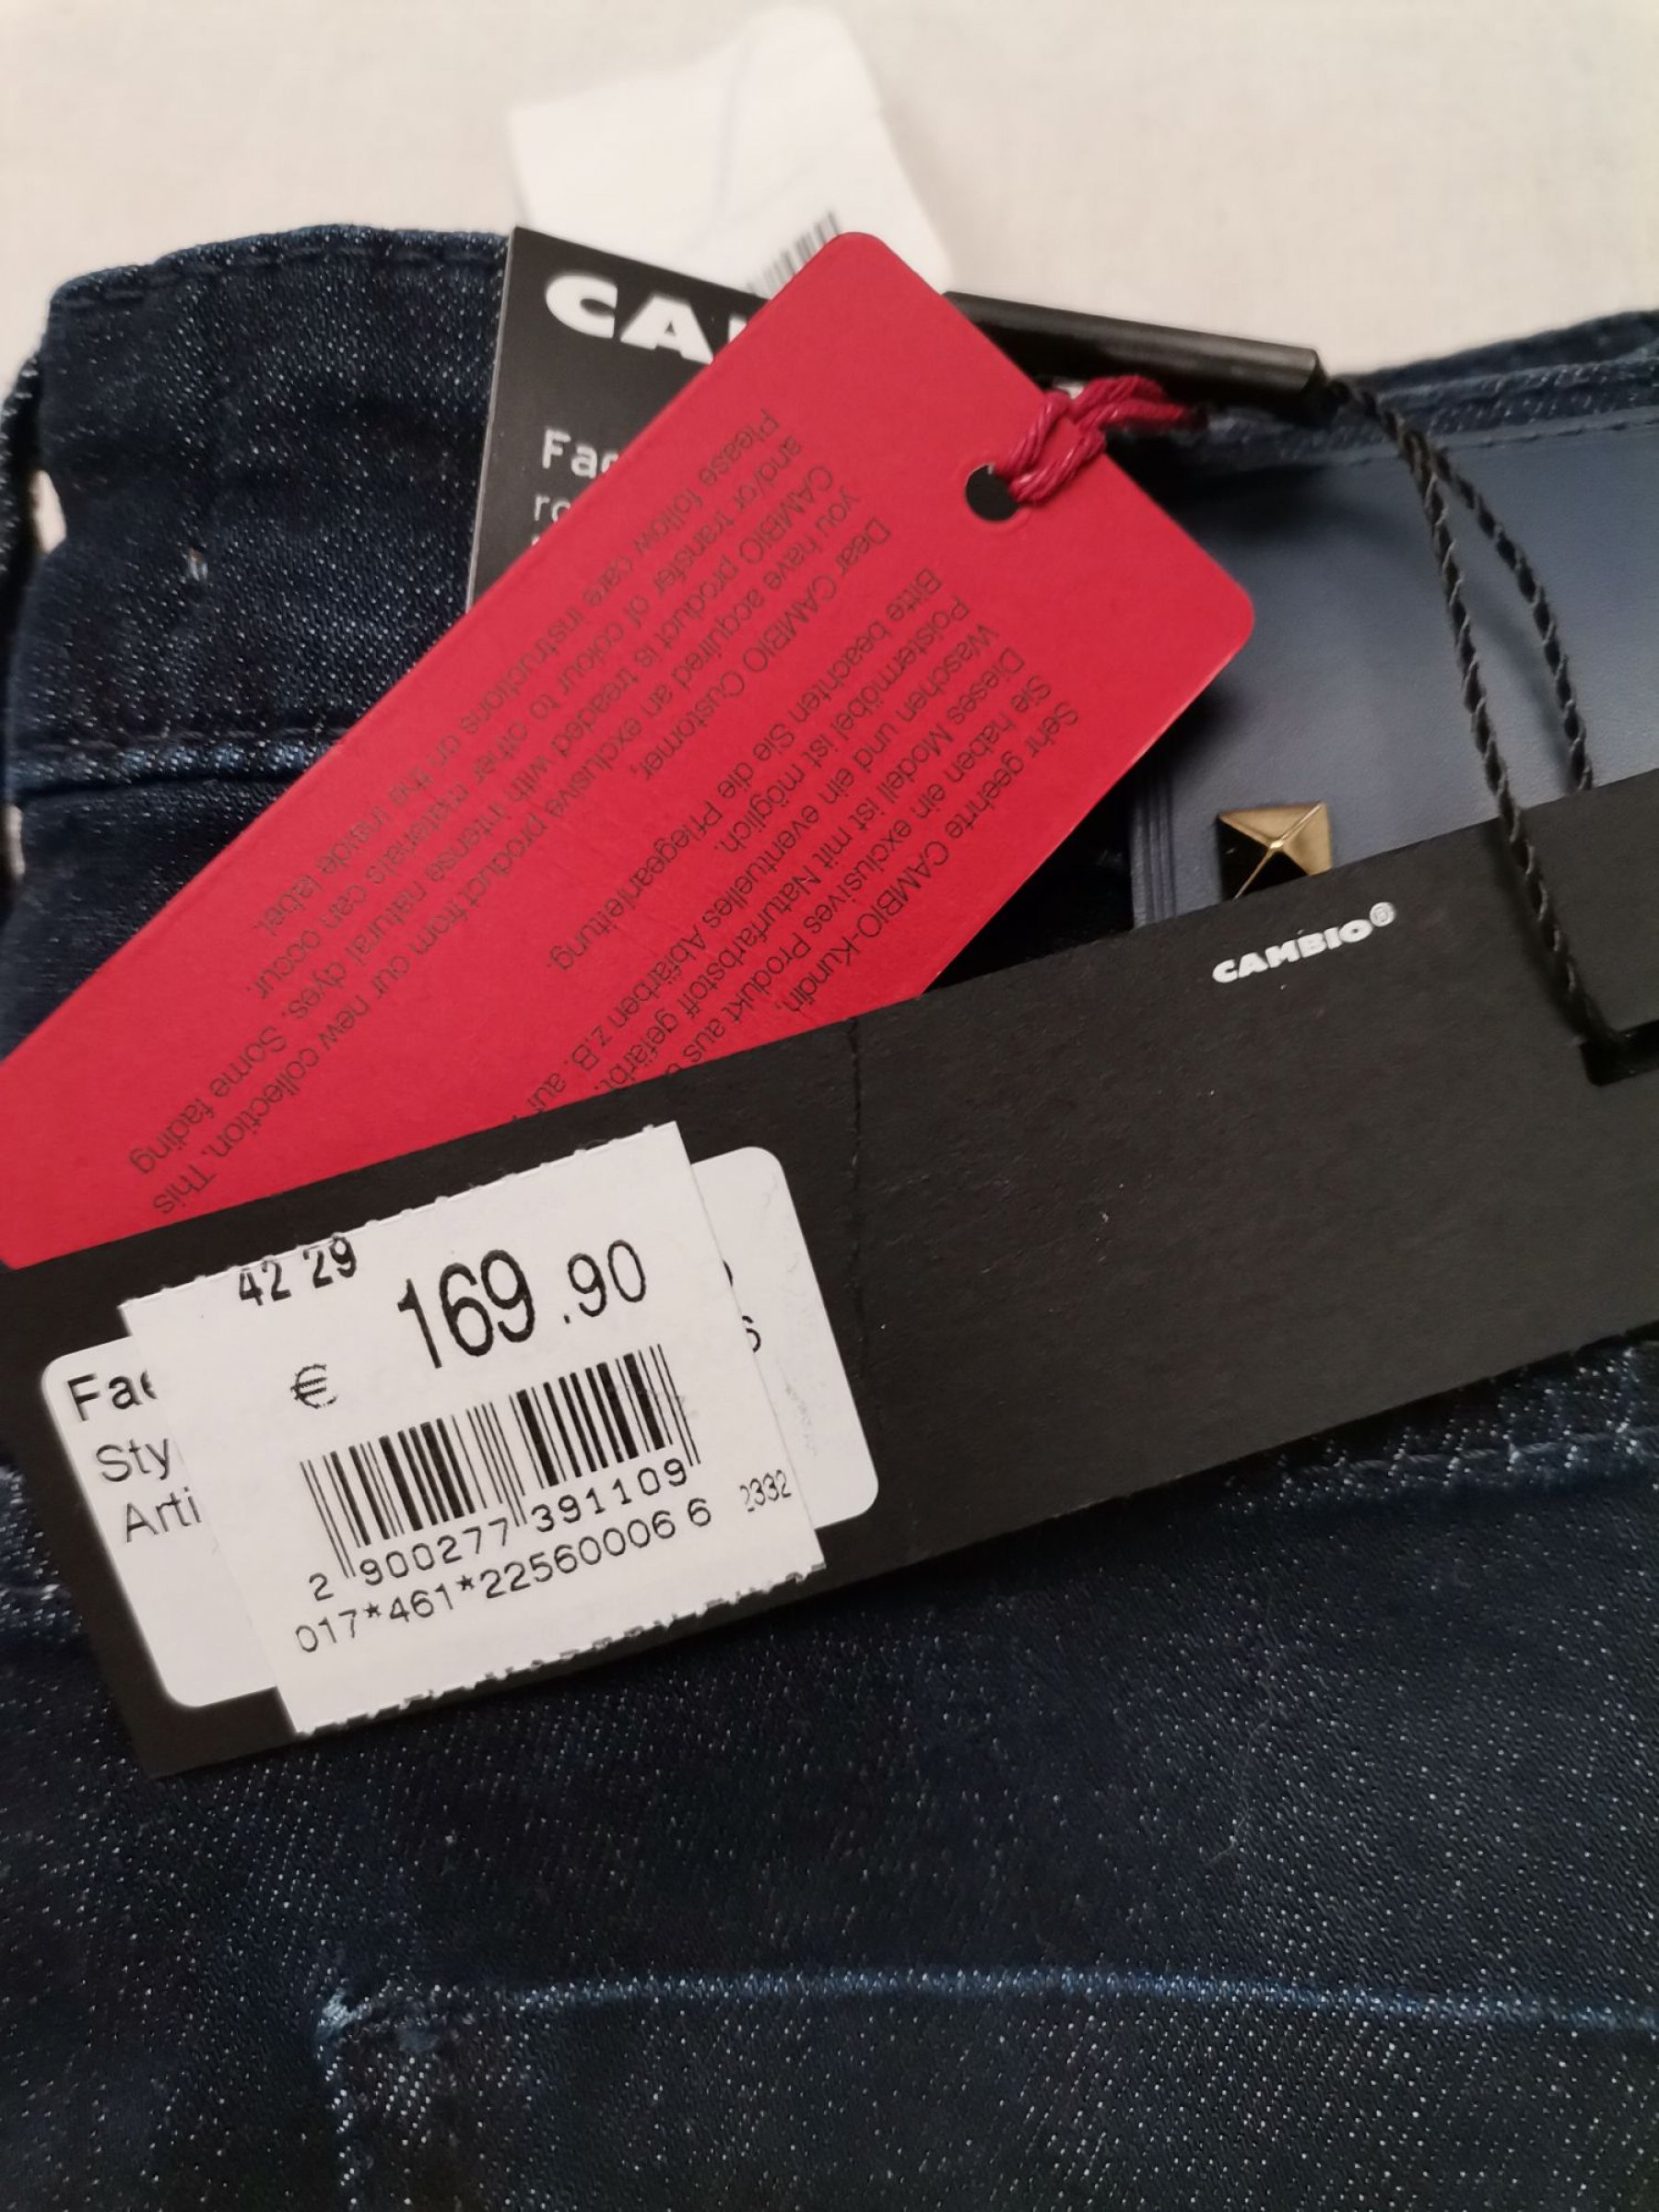 CA
Fac
ro
Sehr geehrte CAMBIO-Kundin,
Sie haben ein exclusives Produkt aus
Dieses Modell ist mit Naturfarbstoff gefärbt.
waschen und ein eventuelles Abfärben z.B. auf
Polstermöbel ist möglich.
Bitte beachten Sie die Pflegeanleitung.
Dear CAMBIO Customer,
you have acquired an exclusive product from our new collection. This
CAMBIO product is treaded with intense natural dyes. Some fading
and/or transfer of colour to other materials can occur.
Please follow care instructions on the inside label.
CAMBIO®
42 29
169.90
€
Fac
Sty
Arti
6
2 900277 391109
2332
017*461*22560006 6